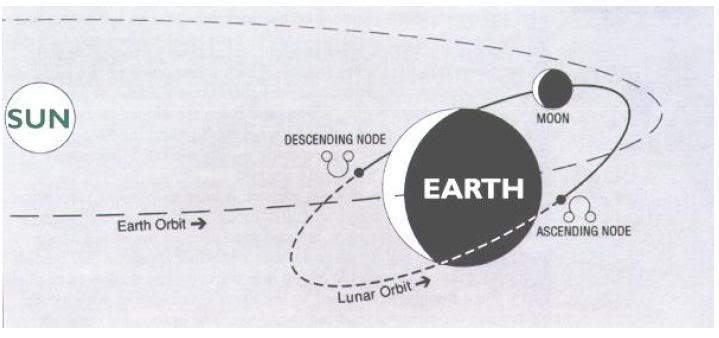 SUN
DESCENDING NODE
MOON
EARTH
Earth Orbit →
ASCENDING NODE
Lunar Orbit →